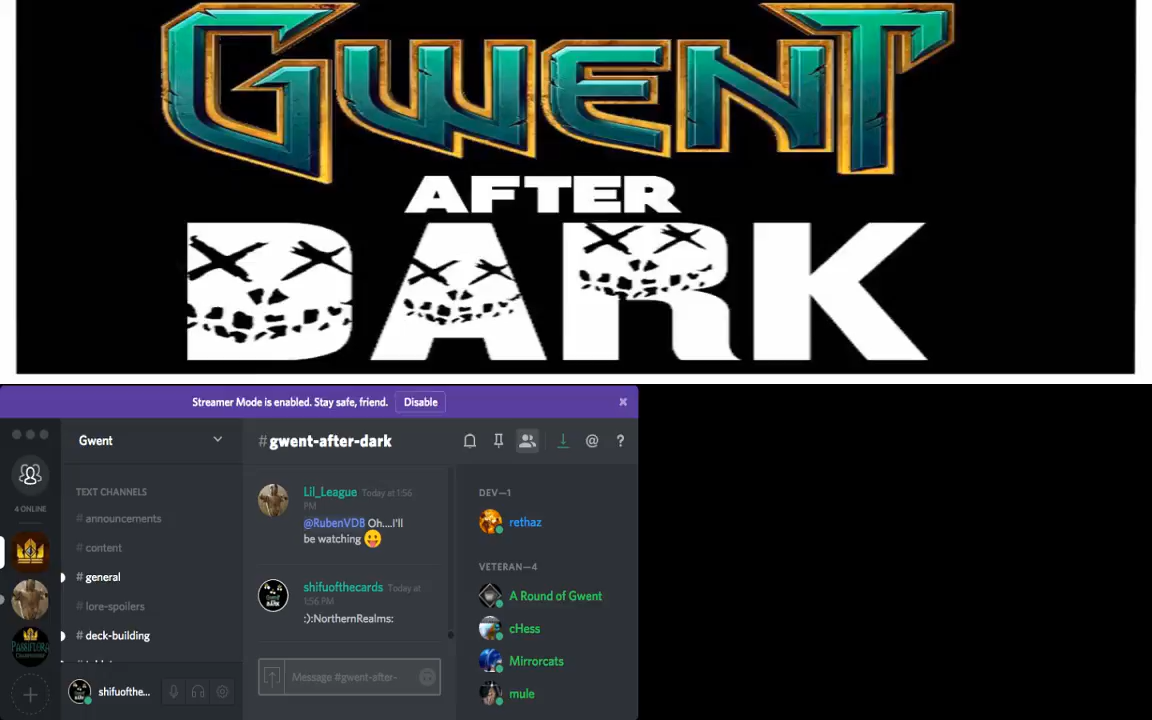 GWENT
AFTER
DARK
Streamer Mode is enabled. Stay safe, friend.
Disable
Gwent
#gwent-after-dark
TEXT CHANNELS
# announcements
# content
# general
# lore-spoilers
# deck-building
4 ONLINE
Lil_League Today at 1:56
PM
@RubenVDB Oh....I'll
be watching
shifuofthecards Today at
1:56 PM
:):NorthernRealms:
Message #gwent-after-
DEV—1
rethaz
VETERAN—4
A Round of Gwent
cHess
Mirrorcats
mule
shifuofthe...